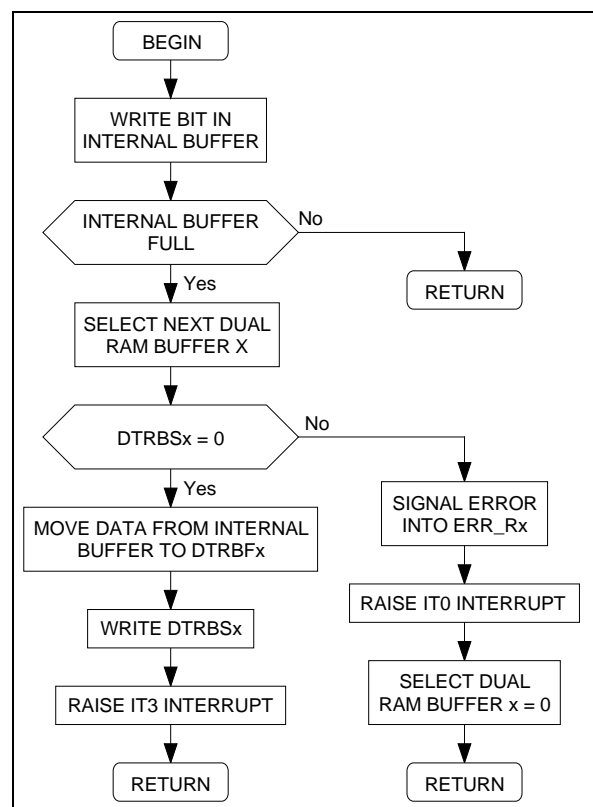 BEGIN
WRITE BIT IN
INTERNAL BUFFER
INTERNAL BUFFER
FULL
No
RETURN
Yes
SELECT NEXT DUAL
RAM BUFFER X
DTRBSx = 0
No
Yes
MOVE DATA FROM INTERNAL
BUFFER TO DTRBFx
WRITE DTRBSx
RAISE IT3 INTERRUPT
RETURN
SIGNAL ERROR
INTO ERR_Rx
RAISE IT0 INTERRUPT
SELECT DUAL
RAM BUFFER x = 0
RETURN